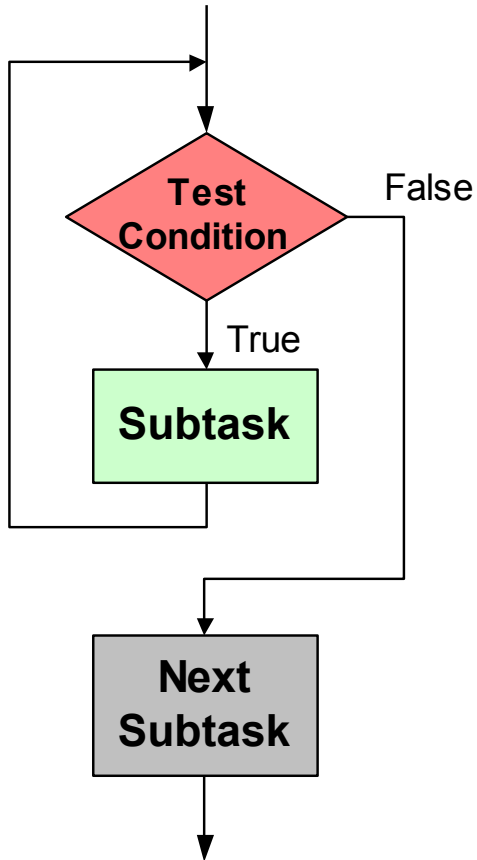 Test
Condition
False
True
Subtask
Next
Subtask